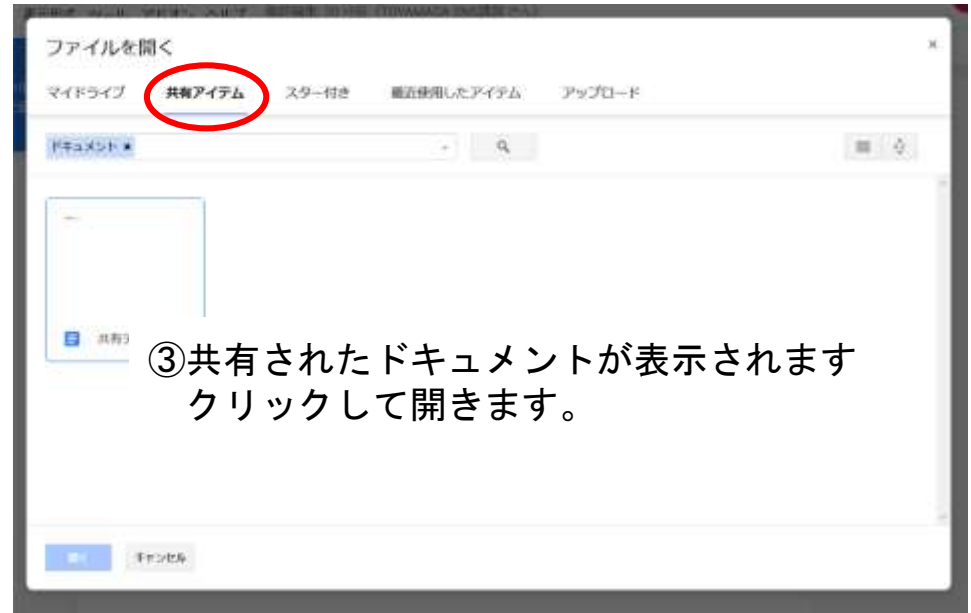 ファイルを開く
×
マイドライブ 共有アイテム スター付き 最近使用したアイテム アップロード
ドキュメント ×
③共有されたドキュメントが表示されます
クリックして開きます。
開く キャンセル